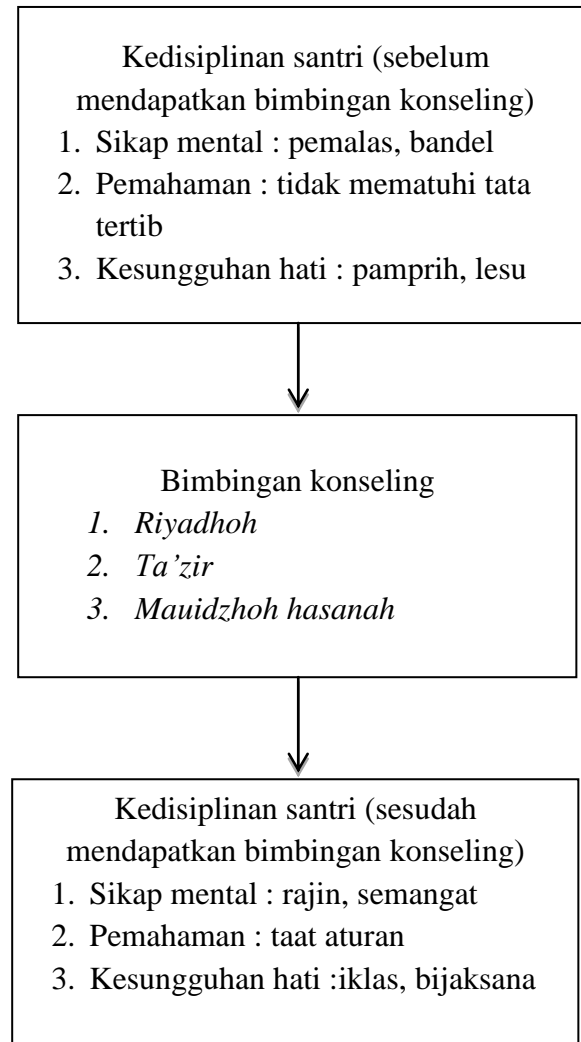 Kedisiplinan santri (sebelum
mendapatkan bimbingan konseling)
1. Sikap mental : pemalas, bandel
2. Pemahaman : tidak mematuhi tata
tertib
3. Kesungguhan hati : pamprih, lesu
Bimbingan konseling
1. Riyadhoh
2. Ta’zir
3. Mauidzhoh hasanah
Kedisiplinan santri (sesudah
mendapatkan bimbingan konseling)
1. Sikap mental : rajin, semangat
2. Pemahaman : taat aturan
3. Kesungguhan hati :iklas, bijaksana